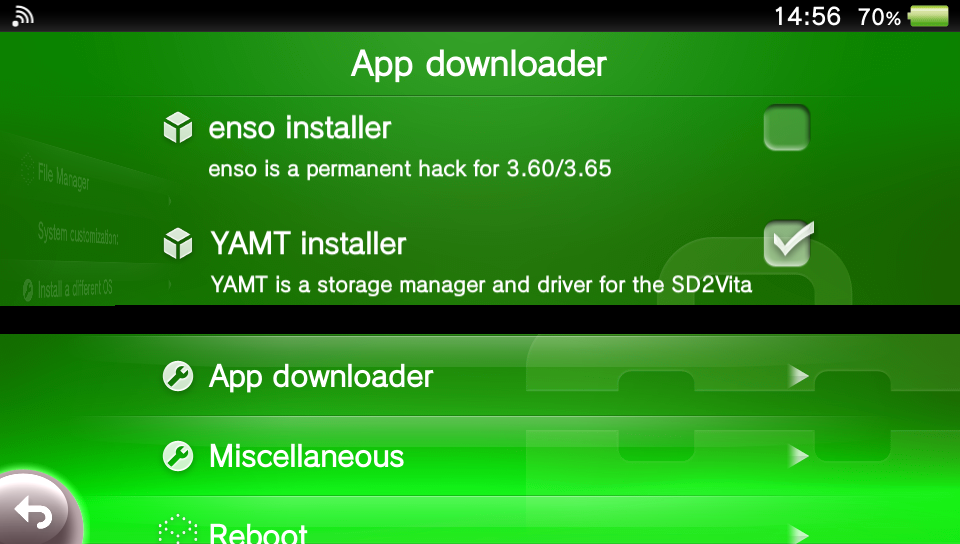 14:56 70%
App downloader
enso installer
enso is a permanent hack for 3.60/3.65
File Manager
System customization:
YAMT installer
Install a different OS
YAMT is a storage manager and driver for the SD2Vita
App downloader
Miscellaneous
Reboot